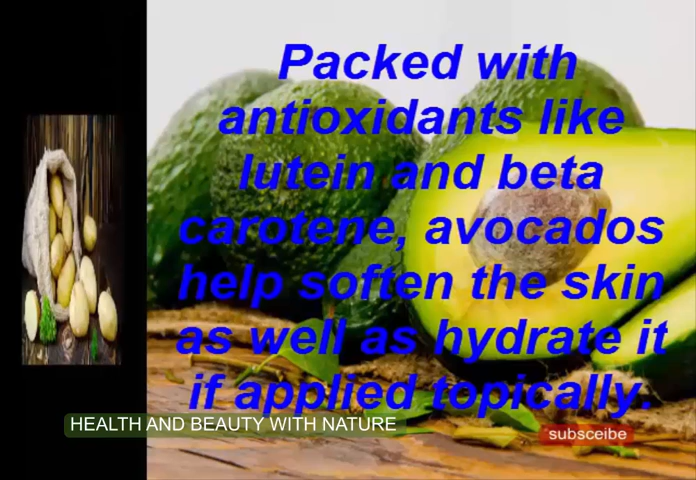 Packed with
antioxidants like
lutein and beta
carotene, avocados
help soften the skin
as well as hydrate it
if applied topically.
HEALTH AND BEAUTY WITH NATURE
subsceibe